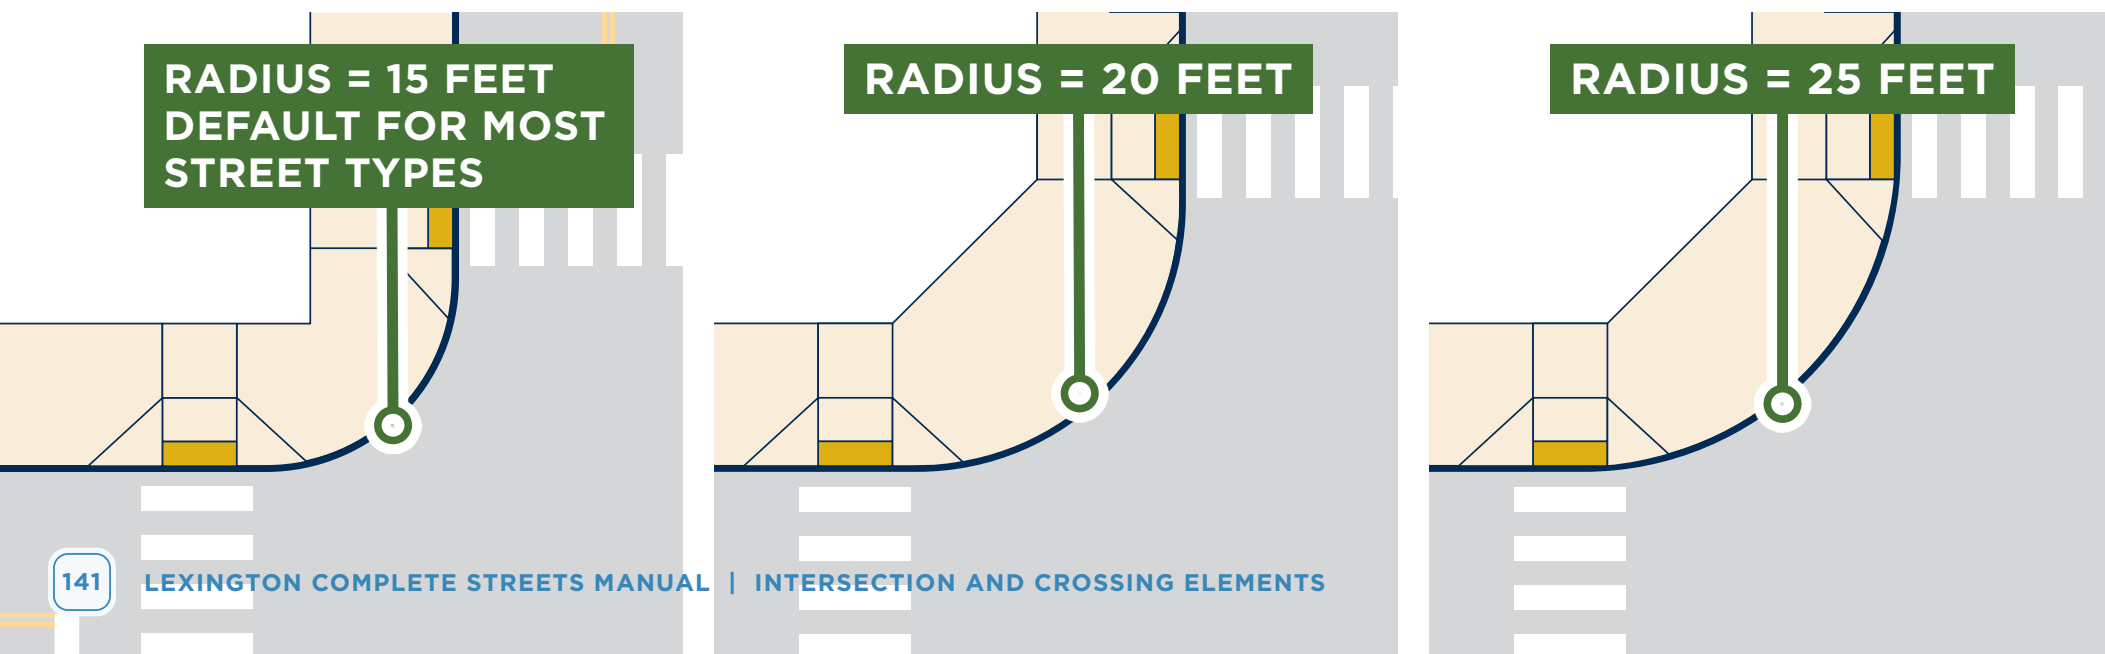 RADIUS = 15 FEET
DEFAULT FOR MOST
STREET TYPES
RADIUS = 20 FEET
RADIUS = 25 FEET
141
LEXINGTON COMPLETE STREETS MANUAL | INTERSECTION AND CROSSING ELEMENTS